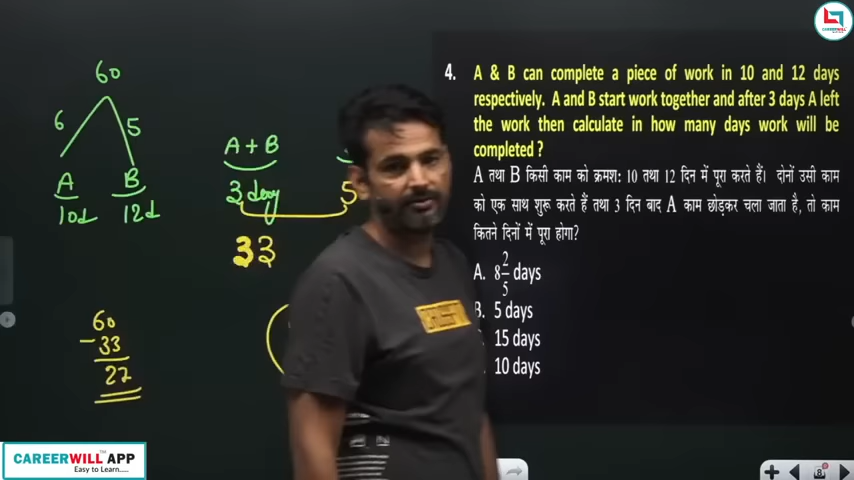 CAREERWILL
60
6
5
A
B
10d
12d
A + B
3 day
5
33
60
- 33
27
4. A & B can complete a piece of work in 10 and 12 days
respectively. A and B start work together and after 3 days A left
the work then calculate in how many days work will be
completed ?
A तथा B किसी काम को क्रमश: 10 तथा 12 दिन में पूरा करते हैं। दोनों उसी काम
को एक साथ शुरू करते हैं तथा 3 दिन बाद A काम छोड़कर चला जाता है, तो काम
कितने दिनों में पूरा होगा?
A. 8 2/5 days
B. 5 days
15 days
10 days
CAREERWILL APP
Easy to Learn.....
8